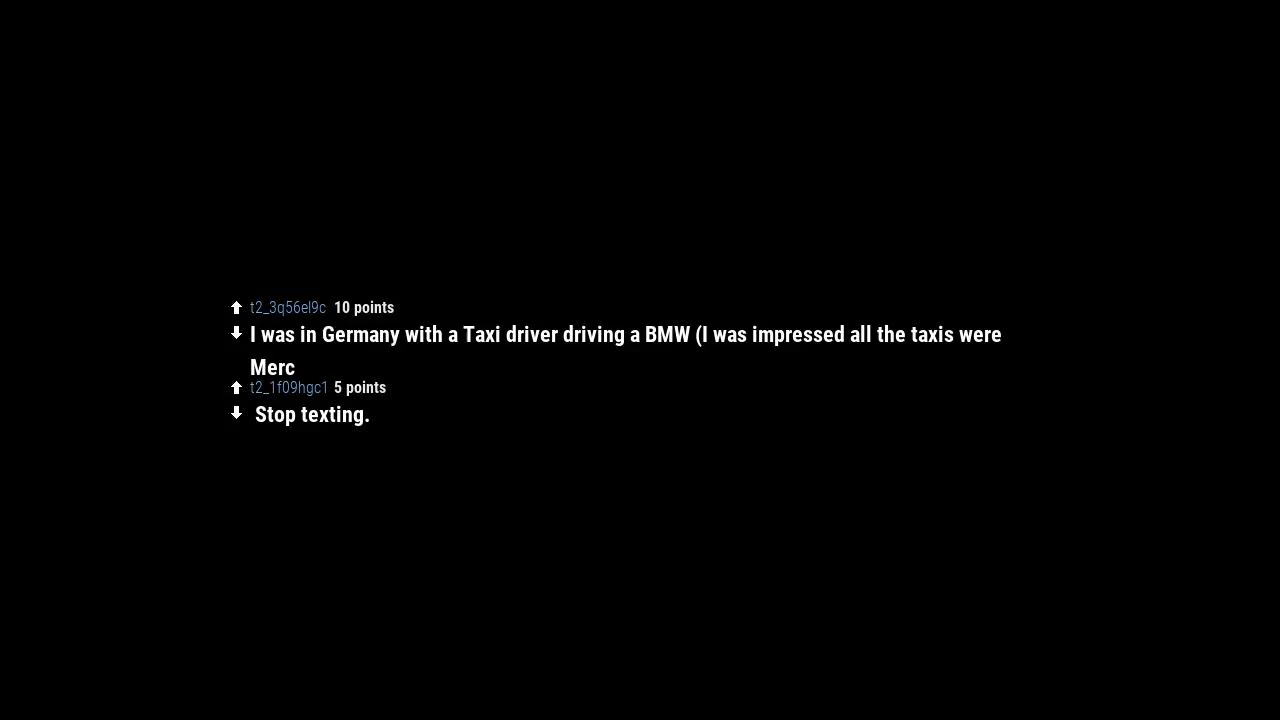 t2_3q56el9c 10 points
I was in Germany with a Taxi driver driving a BMW (I was impressed all the taxis were
Merc
t2_1f09hgc1 5 points
Stop texting.